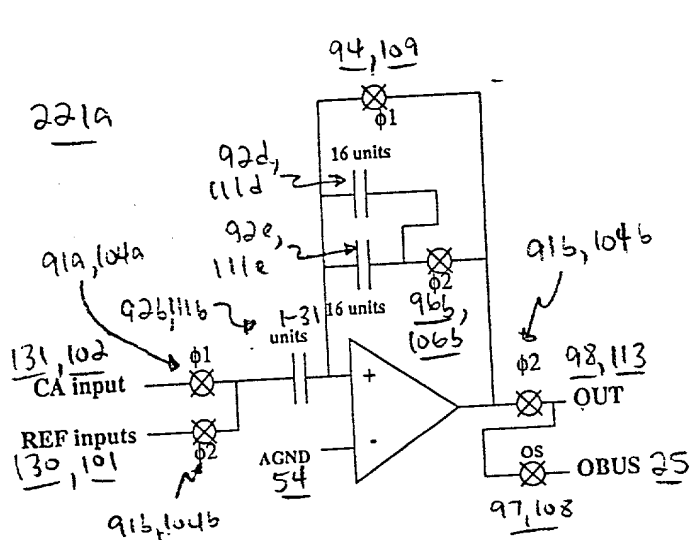 94, 109
φ1
221a
92d, 111d
16 units
92e, 111e
91a, 104a
91b, 104b
φ2
96b, 106b
92b, 111b
1-31 units
16 units
131, 102
φ1
CA input
+
φ2
98, 113
OUT
REF inputs
φ2
130, 101
AGND
54
-
os
OBUS 25
91b, 104b
97, 108